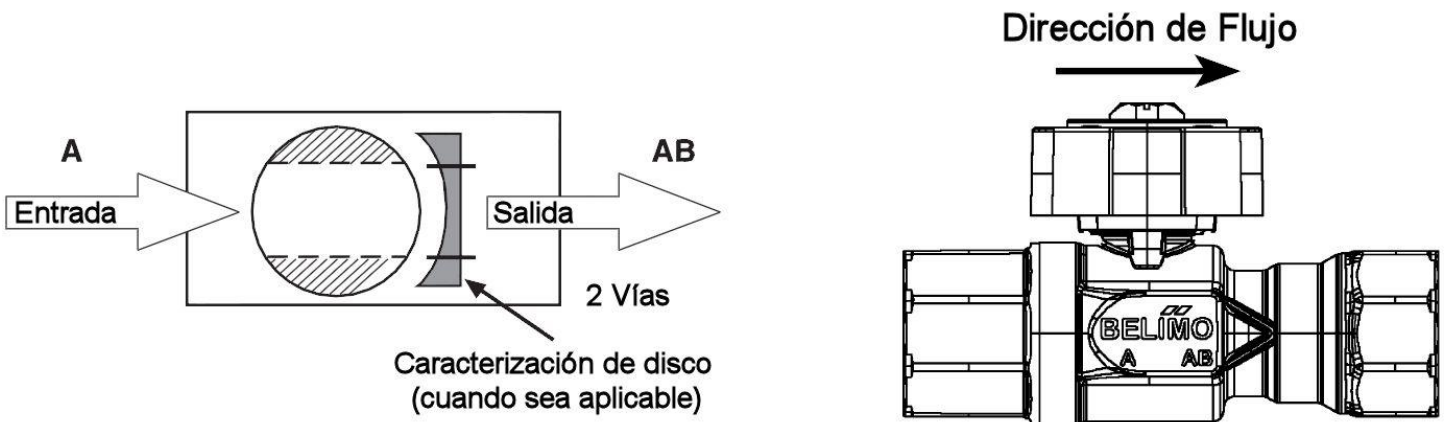 A
Entrada
AB
Salida
2 Vías
Caracterización de disco
(cuando sea aplicable)
Dirección de Flujo
BELIMO
A AB